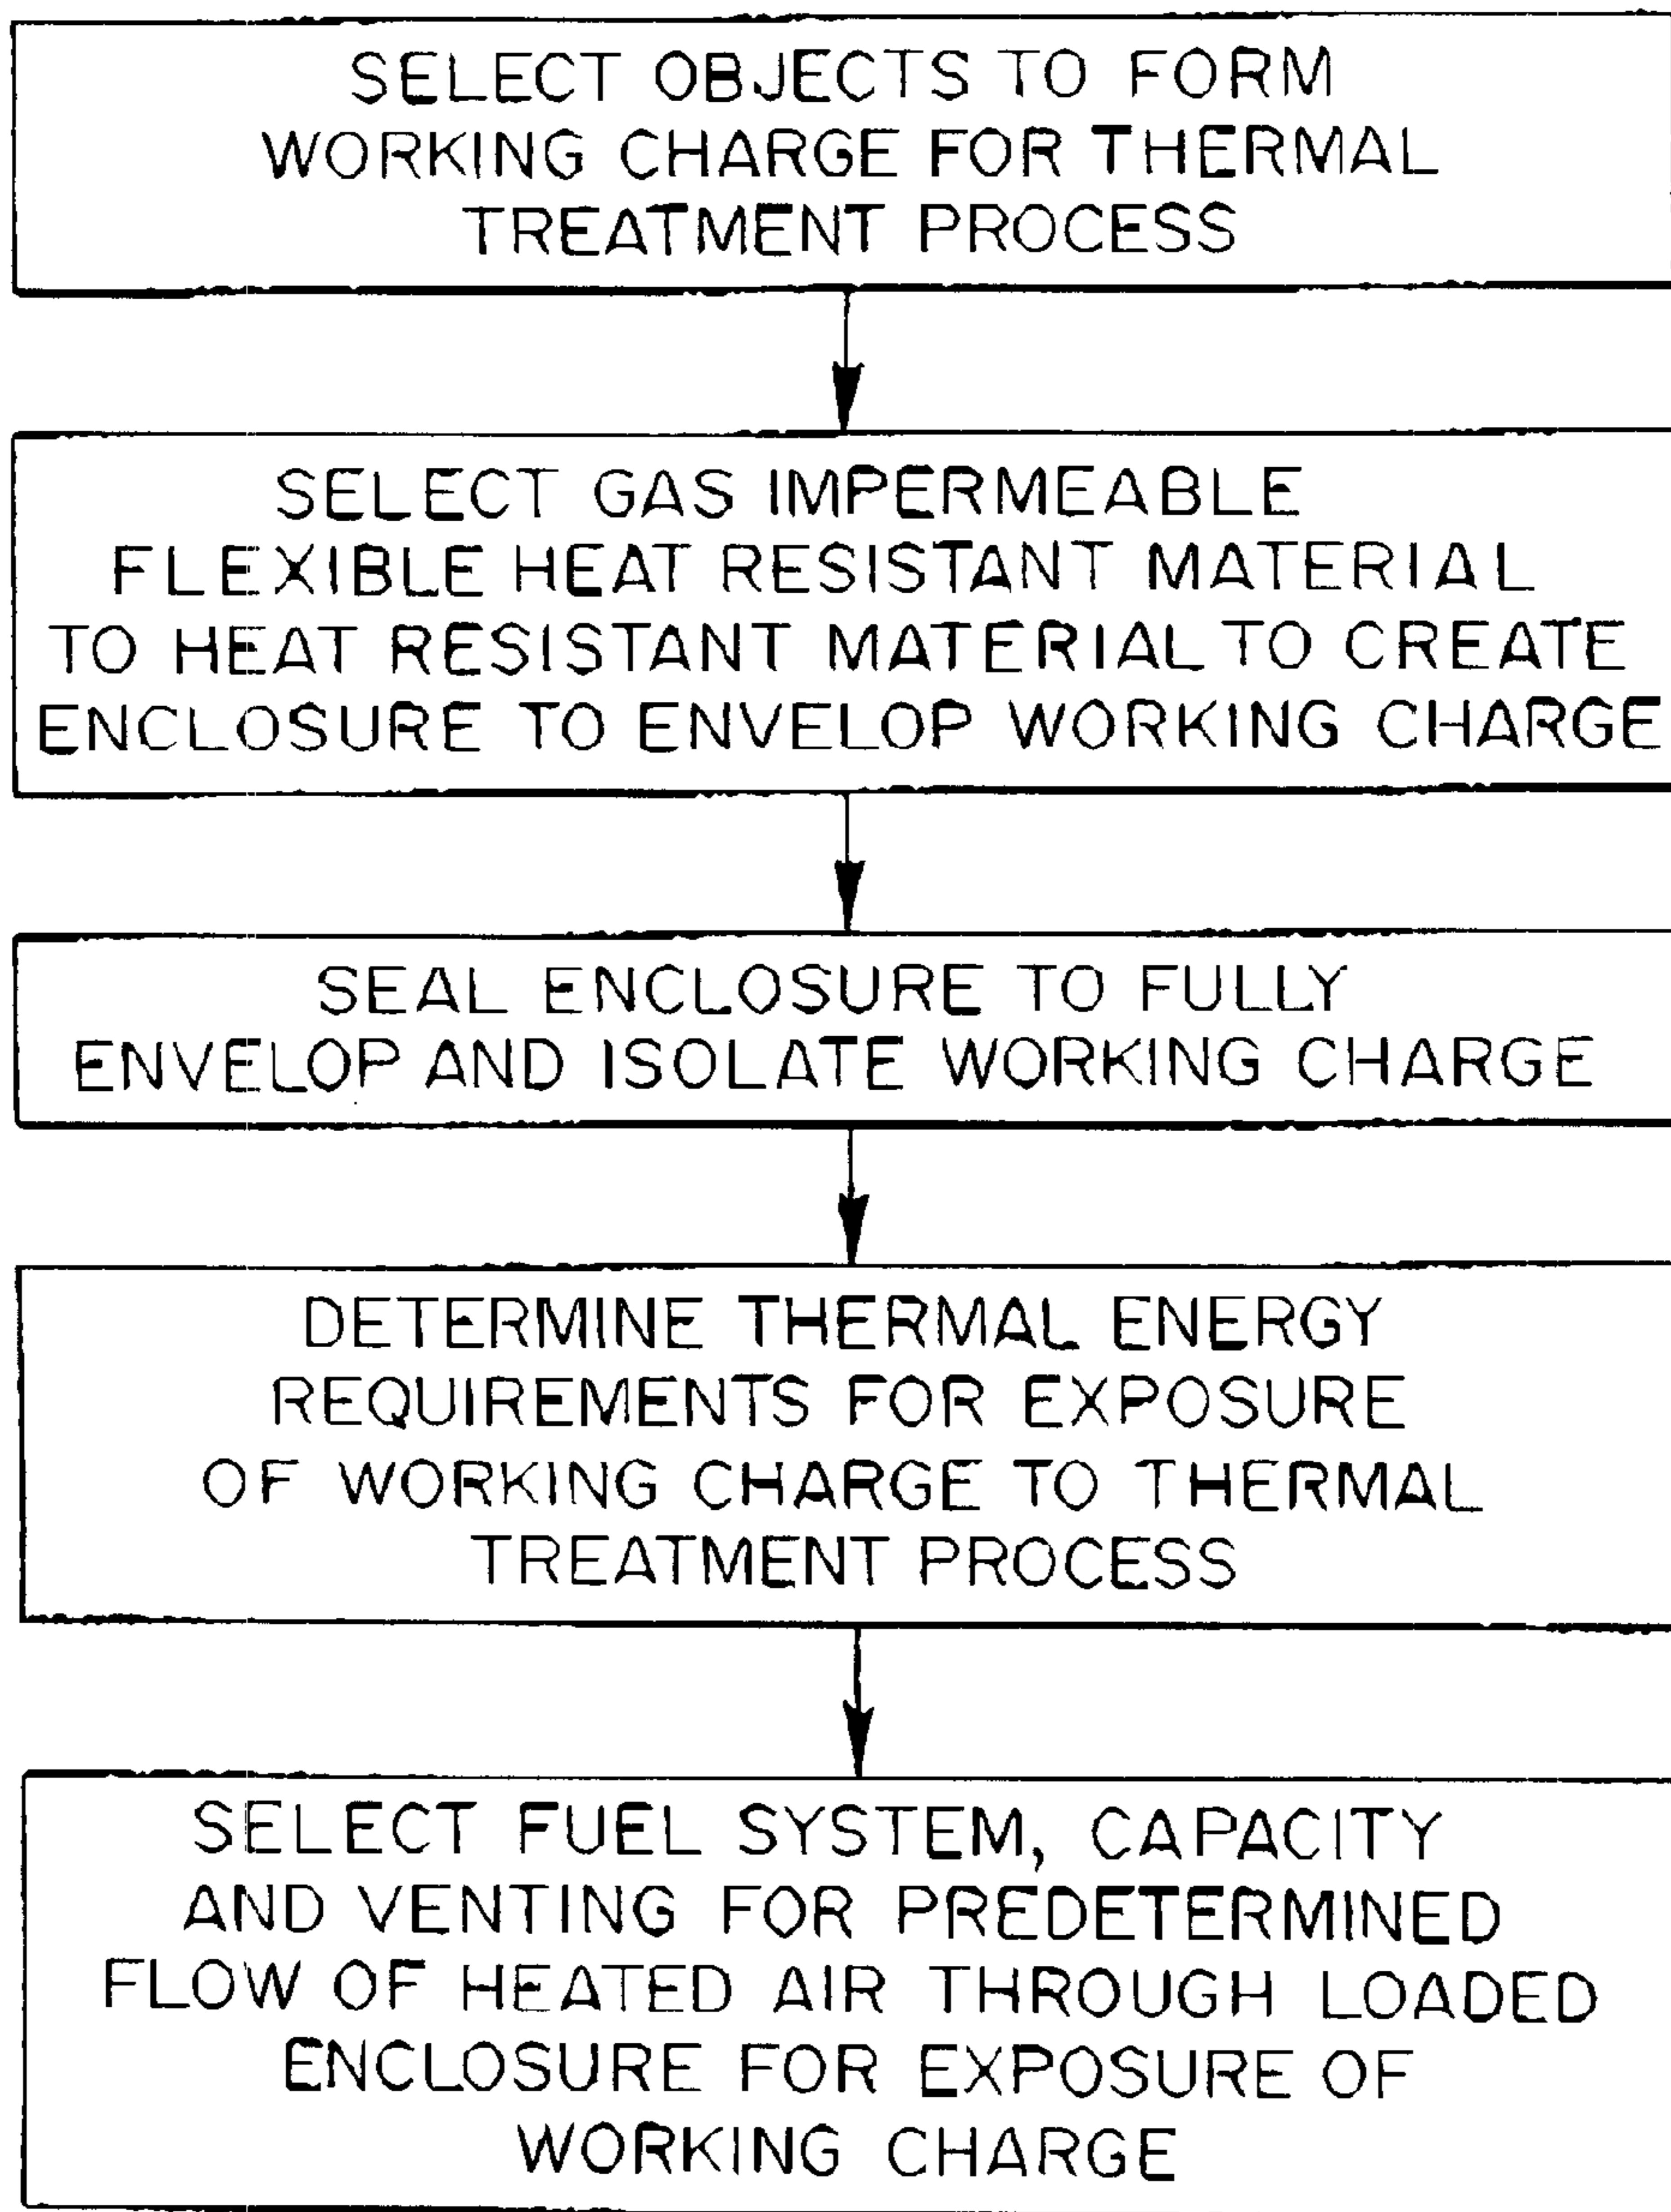 SELECT OBJECTS TO FORM
WORKING CHARGE FOR THERMAL
TREATMENT PROCESS
SELECT GAS IMPERMEABLE
FLEXIBLE HEAT RESISTANT MATERIAL
TO HEAT RESISTANT MATERIAL TO CREATE
ENCLOSURE TO ENVELOP WORKING CHARGE
SEAL ENCLOSURE TO FULLY
ENVELOP AND ISOLATE WORKING CHARGE
DETERMINE THERMAL ENERGY
REQUIREMENTS FOR EXPOSURE
OF WORKING CHARGE TO THERMAL
TREATMENT PROCESS
SELECT FUEL SYSTEM, CAPACITY
AND VENTING FOR PREDETERMINED
FLOW OF HEATED AIR THROUGH LOADED
ENCLOSURE FOR EXPOSURE OF
WORKING CHARGE